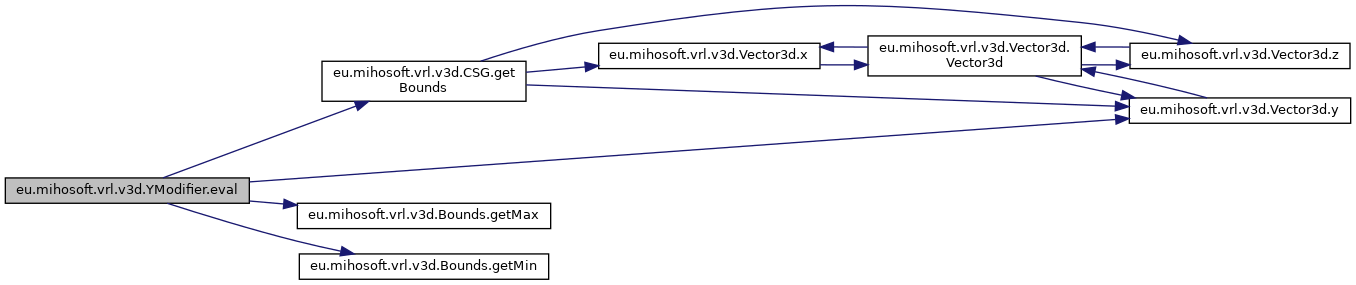 eu.mihosoft.vrl.v3d.YModifier.eval
eu.mihosoft.vrl.v3d.CSG.get
Bounds
eu.mihosoft.vrl.v3d.Vector3d.x
eu.mihosoft.vrl.v3d.Vector3d.
Vector3d
eu.mihosoft.vrl.v3d.Vector3d.z
eu.mihosoft.vrl.v3d.Vector3d.y
eu.mihosoft.vrl.v3d.Bounds.getMax
eu.mihosoft.vrl.v3d.Bounds.getMin